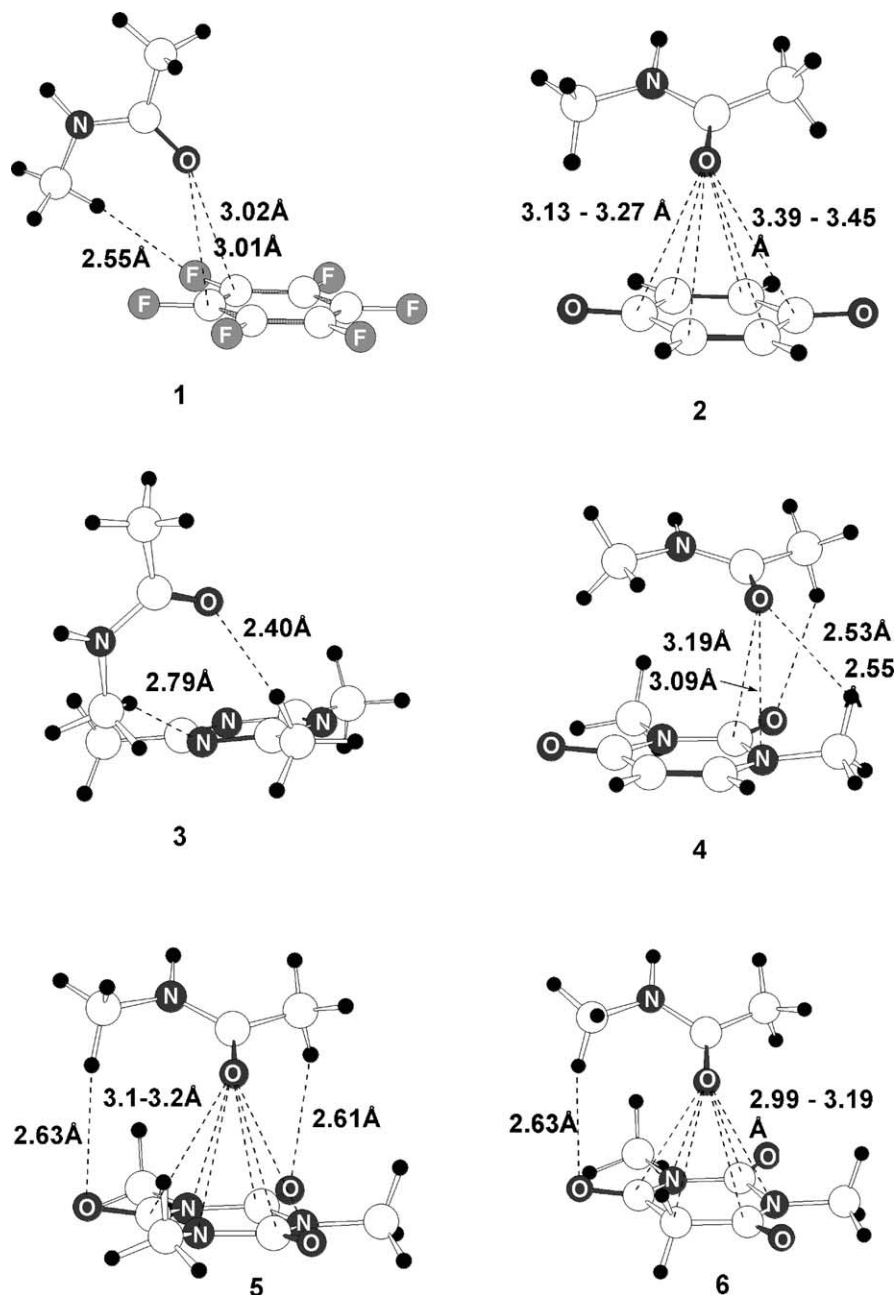 N
O
3.02Å
3.01Å
2.55Å
F
F
F
F
F
F
1
N
O
3.13 - 3.27 Å
3.39 - 3.45
Å
O
O
2
O
N
2.40Å
2.79Å
N
N
N
3
N
O
3.19Å
2.53Å
3.09Å
2.55
Å
O
N
O
N
4
N
O
3.1-3.2Å
2.63Å
2.61Å
O
N
O
N
N
O
5
N
O
2.99 - 3.19
Å
2.63Å
O
O
N
N
O
6